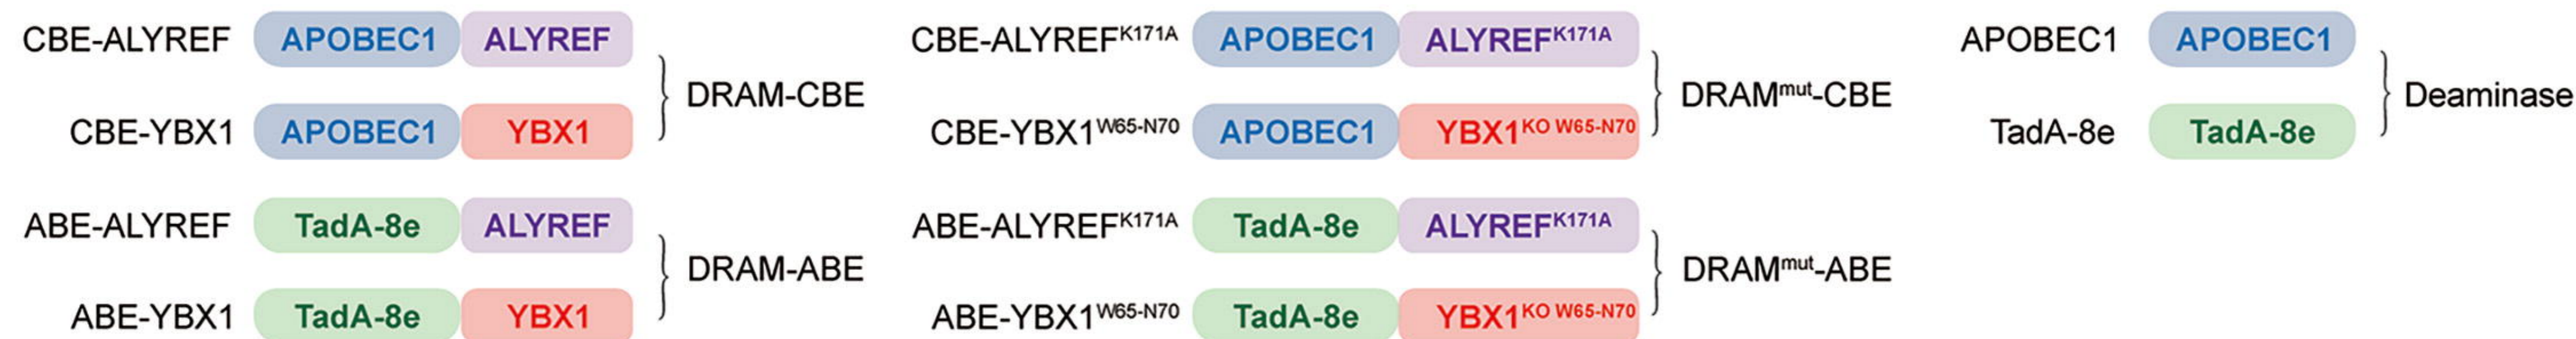 CBE-ALYREF APOBEC1 ALYREF
CBE-YBX1 APOBEC1 YBX1
DRAM-CBE
ABE-ALYREF TadA-8e ALYREF
ABE-YBX1 TadA-8e YBX1
DRAM-ABE
CBE-ALYREFK171A APOBEC1 ALYREFK171A
CBE-YBX1W65-N70 APOBEC1 YBX1KO W65-N70
DRAMmut-CBE
ABE-ALYREFK171A TadA-8e ALYREFK171A
ABE-YBX1W65-N70 TadA-8e YBX1KO W65-N70
DRAMmut-ABE
APOBEC1 APOBEC1
TadA-8e TadA-8e
Deaminase